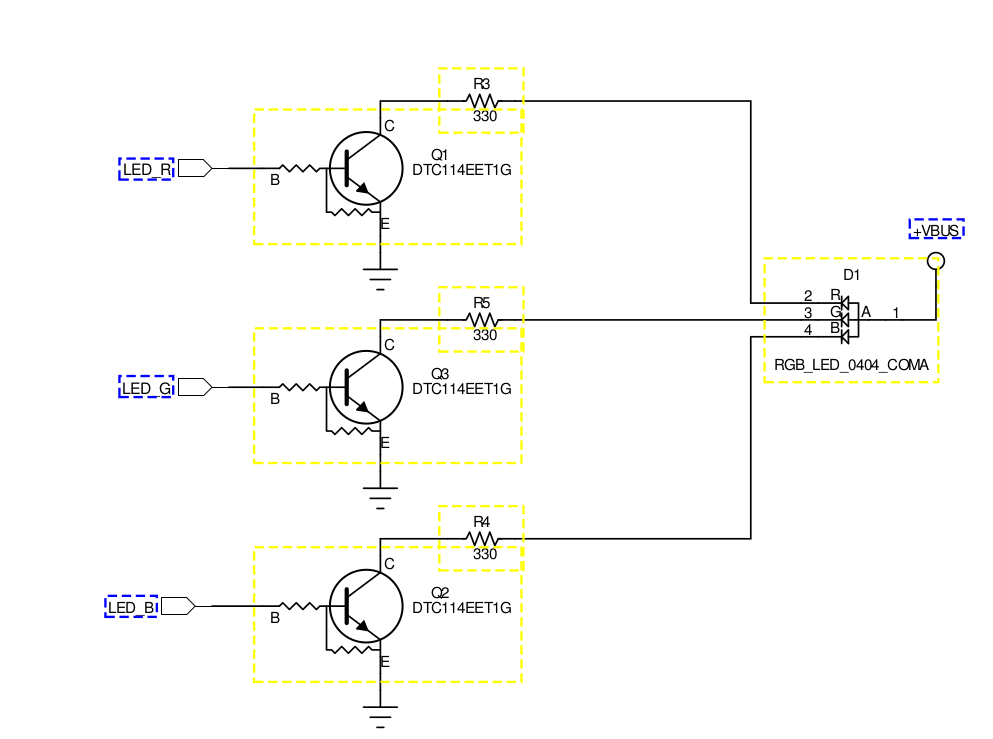 R3
330
C
Q1
DTC114EET1G
LED_R
B
E
+VBUS
D1
R5
330
2
R
3
G
A
1
4
B
C
RGB_LED_0404_COMA
Q3
DTC114EET1G
LED_G
B
E
R4
330
C
Q2
DTC114EET1G
LED_B
B
E